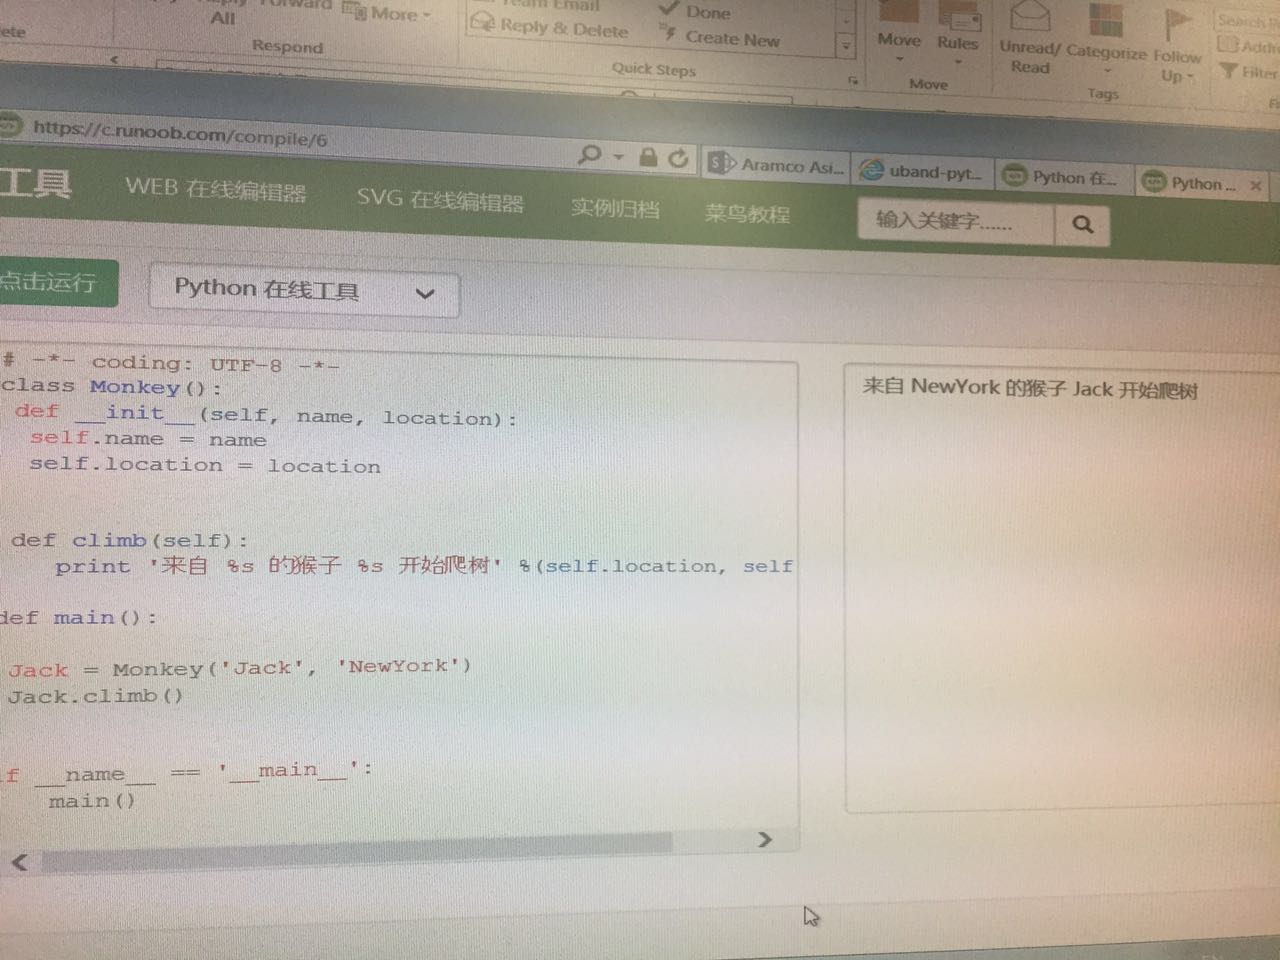 All
Respond
More
Team Email
Reply & Delete
Done
Create New
Quick Steps
Move
Rules
Move
Unread/
Read
Categorize
Follow
Up
Tags
Filter
https://c.runoob.com/compile/6
Aramco Asi...
uband-pyt...
Python 在...
Python ...
工具
WEB 在线编辑器
SVG 在线编辑器
实例归档
菜鸟教程
输入关键字......
点击运行
Python 在线工具
# -*- coding: UTF-8 -*-
class Monkey():
def __init__(self, name, location):
self.name = name
self.location = location
def climb(self):
print '来自 %s 的猴子 %s 开始爬树' %(self.location, self
def main():
Jack = Monkey('Jack', 'NewYork')
Jack.climb()
f __name__ == '__main__':
main()
来自 NewYork 的猴子 Jack 开始爬树